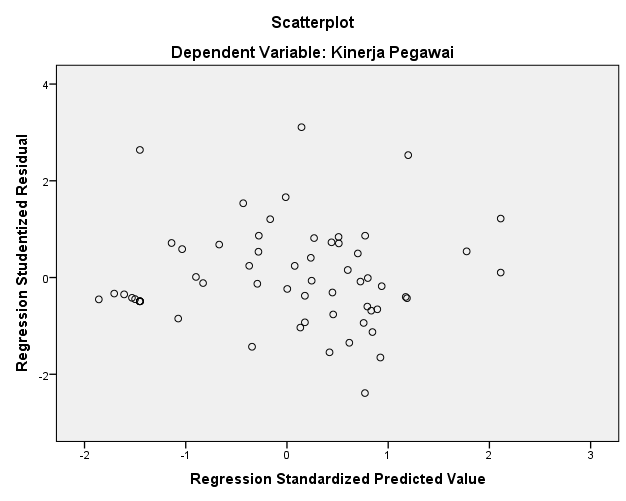 Scatterplot
Dependent Variable: Kinerja Pegawai
Regression Studentized Residual
4
2
0
-2
-2 -1 0 1 2 3
Regression Standardized Predicted Value